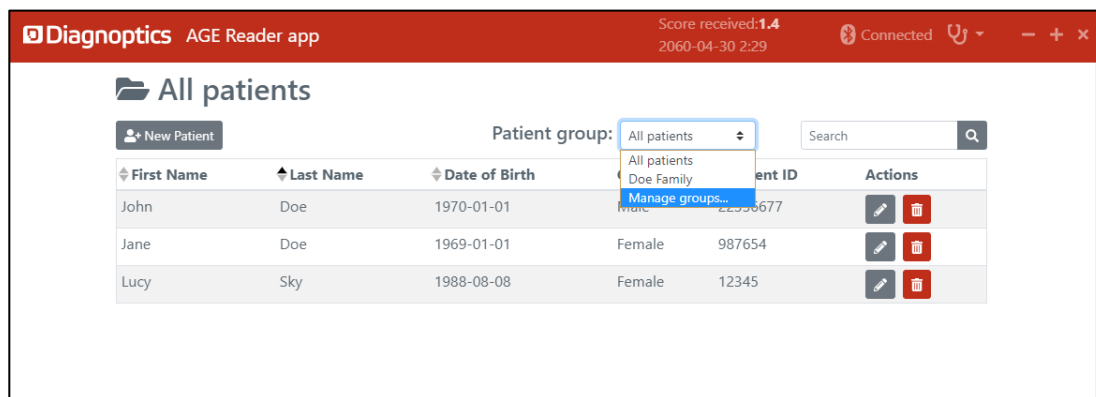 Diagnoptics AGE Reader app
Score received:1.4
2060-04-30 2:29
Connected
All patients
New Patient
Patient group: All patients
Search
All patients
Doe Family
Manage groups...
First Name Last Name Date of Birth ent ID Actions
John Doe 1970-01-01 Male 22336677
Jane Doe 1969-01-01 Female 987654
Lucy Sky 1988-08-08 Female 12345